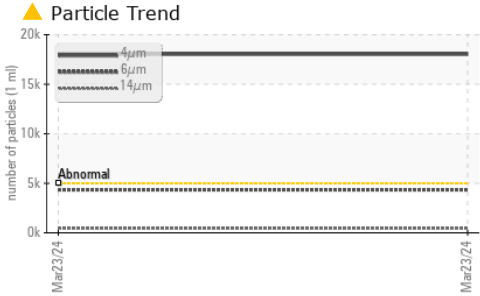 Particle Trend
number of particles (1 ml)
20k
15k
10k
5k
0k
4μm
6μm
14μm
Abnormal
Mar23/24
Mar23/24